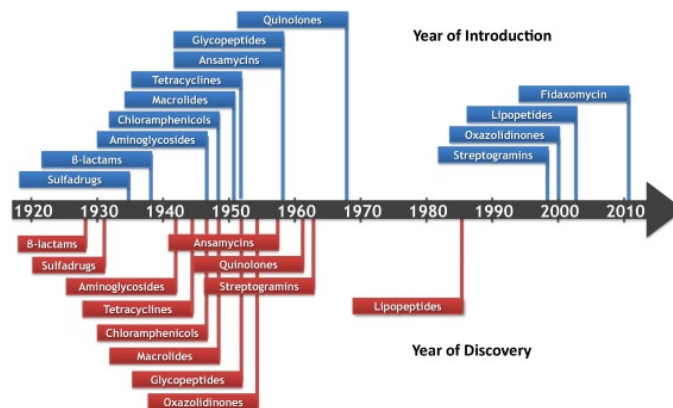 Quinolones
Year of Introduction
Glycopeptides
Ansamycins
Tetracyclines
Fidaxomycin
Macrolides
Lipopetides
Chloramphenicols
Oxazolidinones
Aminoglycosides
Streptogramins
B-lactams
Sulfadrugs
1920 1930 1940 1950 1960 1970 1980 1990 2000 2010
B-lactams
Ansamycins
Sulfadrugs
Quinolones
Aminoglycosides
Streptogramins
Tetracyclines
Lipopeptides
Chloramphenicols
Macrolides
Year of Discovery
Glycopeptides
Oxazolidinones